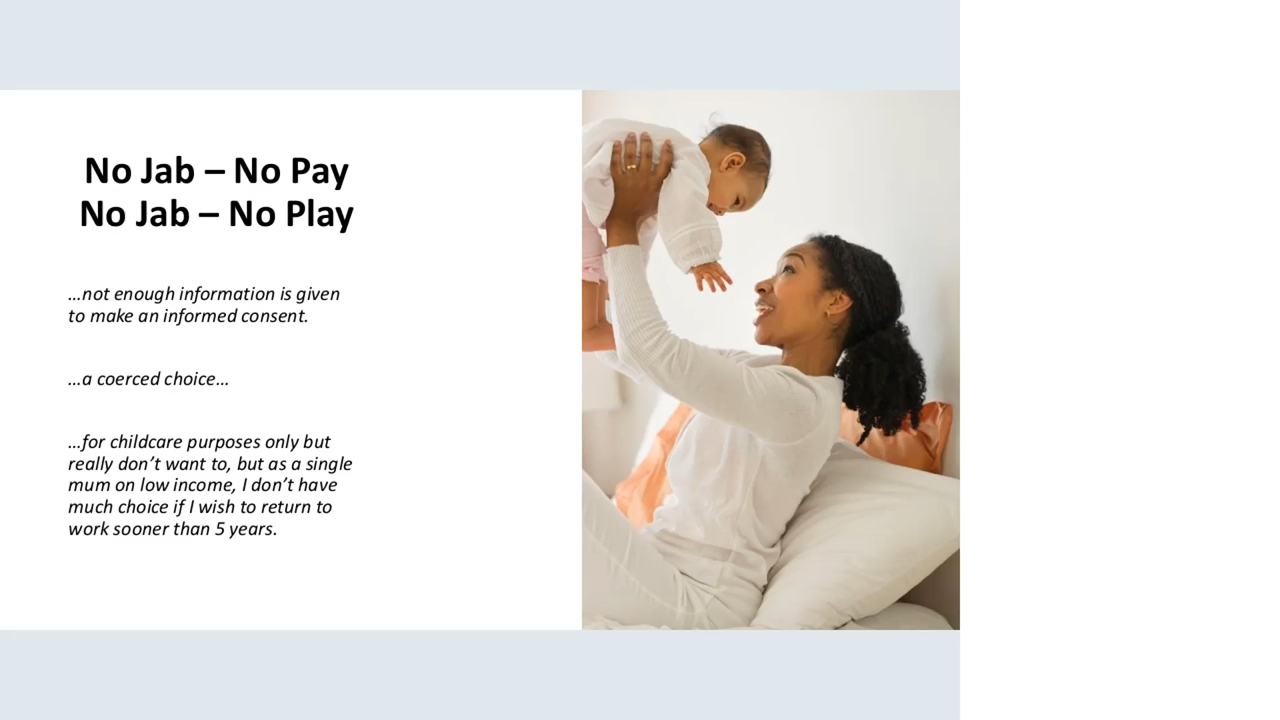 No Jab – No Pay
No Jab – No Play
…not enough information is given
to make an informed consent.
…a coerced choice…
…for childcare purposes only but
really don’t want to, but as a single
mum on low income, I don’t have
much choice if I wish to return to
work sooner than 5 years.